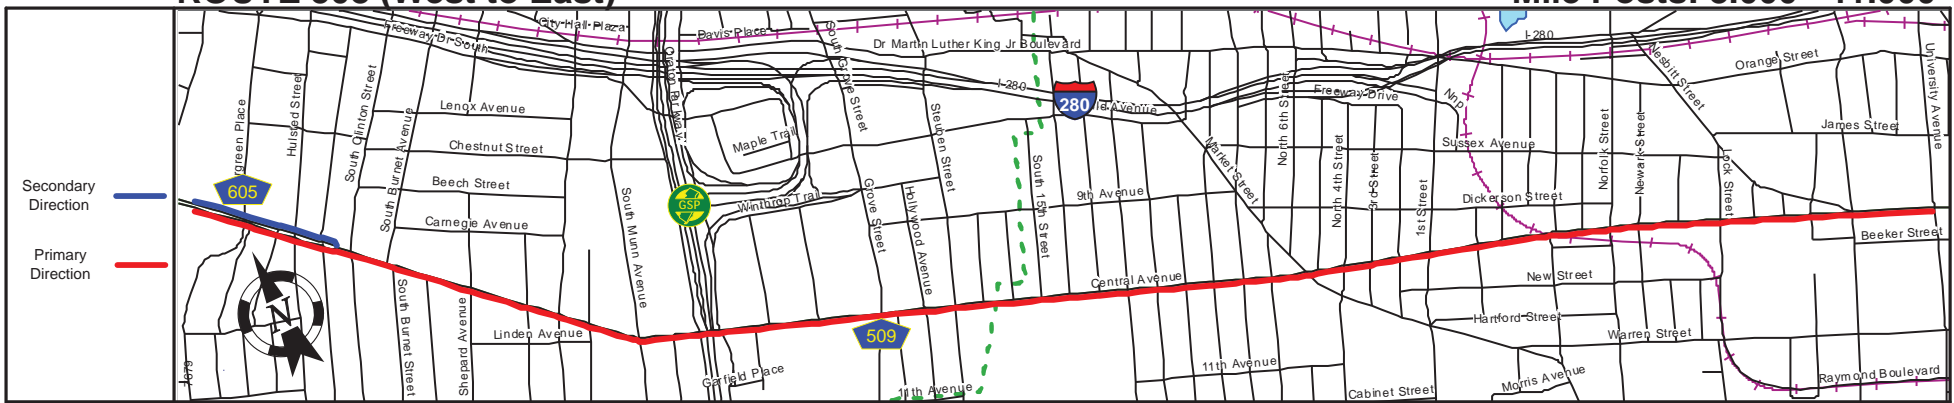 Secondary
Direction
Primary
Direction
City Hall Plaza
Freeway Dr South
Davis Place
Dr Martin Luther King Jr Boulevard
I-280
I-280
280
Freeway Drive
Orange Street
Nesbitt Street
University Avenue
James Street
Hulsted Street
South Clinton Street
South Burnet Avenue
Lenox Avenue
Chestnut Street
Beech Street
Carnegie Avenue
South Munn Avenue
Maple Trail
Winthrop Trail
GSP
South
Grove Street
Grove Street
Steuben Street
Hollywood Avenue
South 15th Street
9th Avenue
Market Street
North 6th Street
North 4th Street
3rd Street
1st Street
Nnp
Sussex Avenue
Dickerson Street
Norfolk Street
Newark Street
Lock Street
Beeker Street
605
509
Central Avenue
New Street
Hartford Street
Warren Street
Morris Avenue
Raymond Boulevard
Cabinet Street
11th Avenue
11th Avenue
Garfield Place
Linden Avenue
Shepard Avenue
South Burnet Street
N